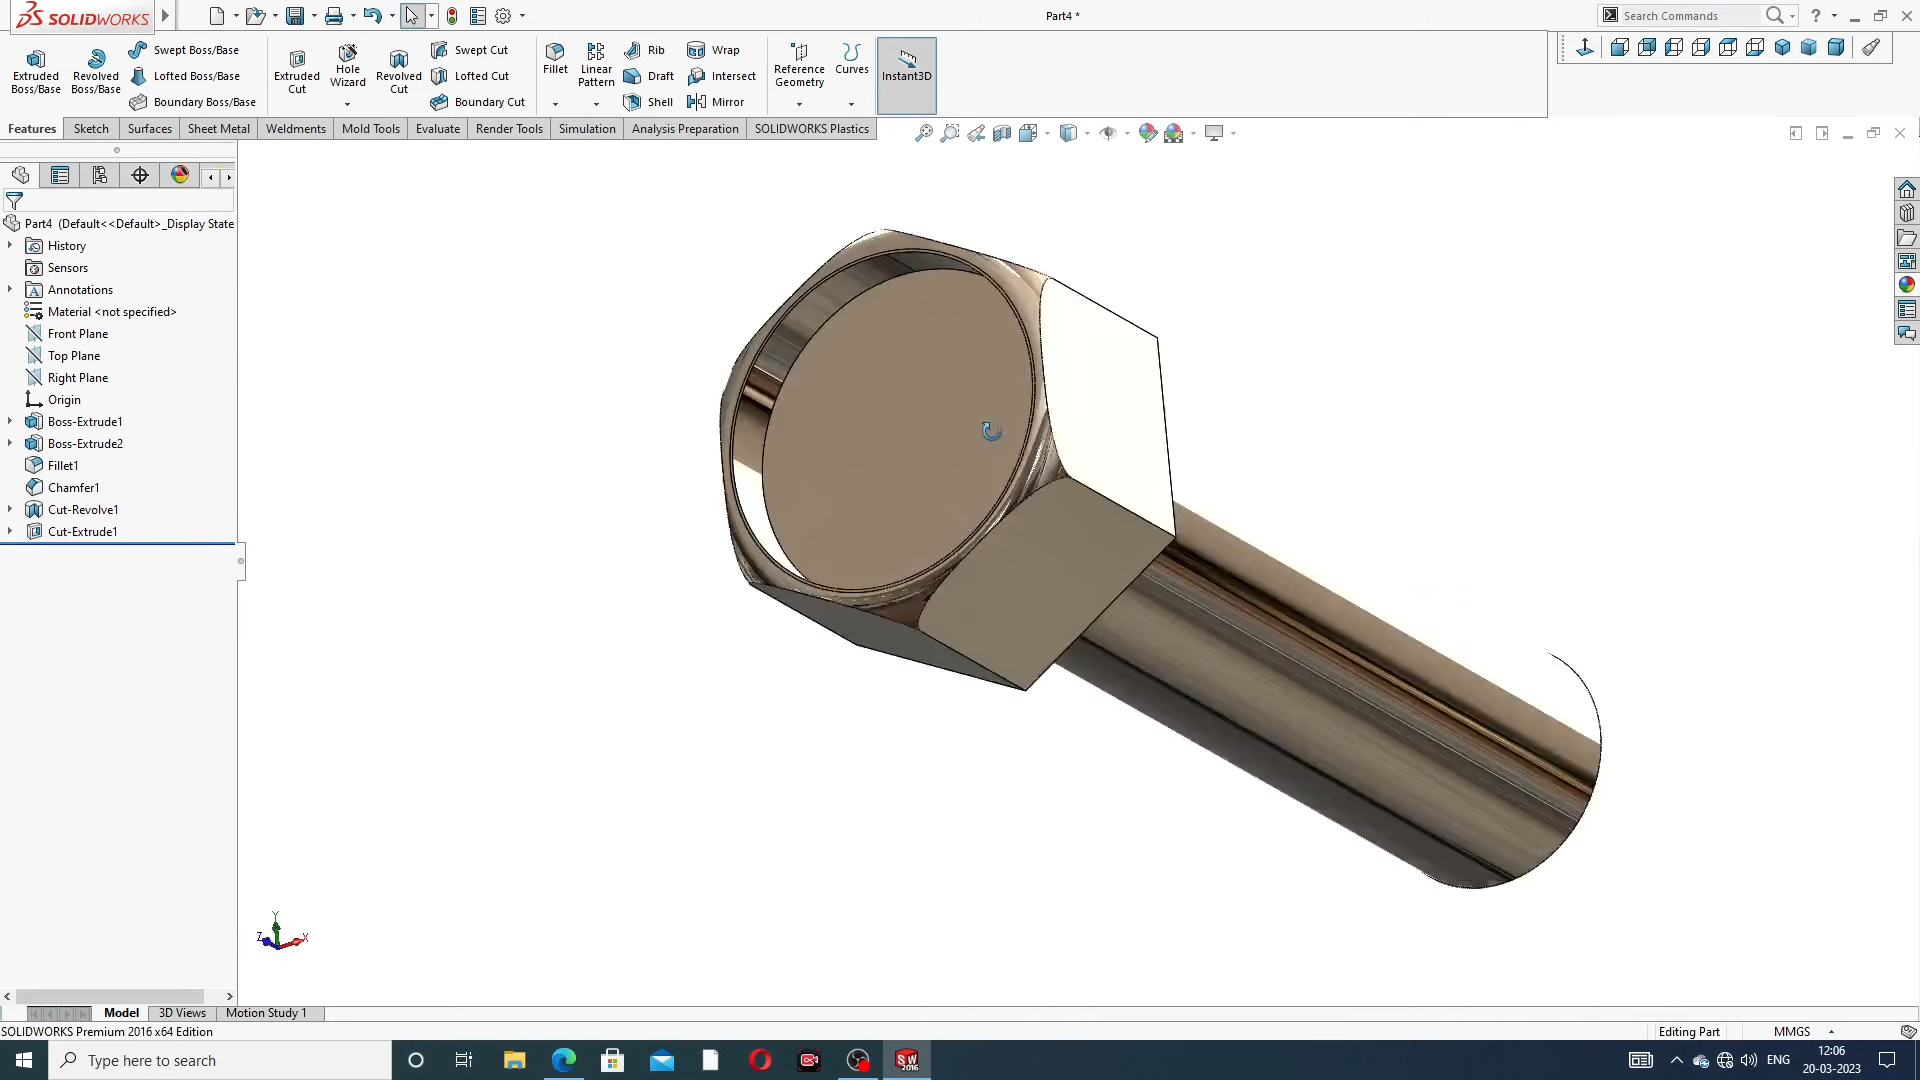 SOLIDWORKS
Part4 *
Search Commands
Extruded Boss/Base
Revolved Boss/Base
Swept Boss/Base
Lofted Boss/Base
Boundary Boss/Base
Extruded Cut
Hole Wizard
Revolved Cut
Swept Cut
Lofted Cut
Boundary Cut
Fillet
Linear Pattern
Rib
Draft
Shell
Wrap
Intersect
Mirror
Reference Geometry
Curves
Instant3D
Features
Sketch
Surfaces
Sheet Metal
Weldments
Mold Tools
Evaluate
Render Tools
Simulation
Analysis Preparation
SOLIDWORKS Plastics
Part4 (Default<<Default>_Display State
History
Sensors
Annotations
Material <not specified>
Front Plane
Top Plane
Right Plane
Origin
Boss-Extrude1
Boss-Extrude2
Fillet1
Chamfer1
Cut-Revolve1
Cut-Extrude1
Y
Z
X
Model
3D Views
Motion Study 1
SOLIDWORKS Premium 2016 x64 Edition
Editing Part
MMGS
Type here to search
SW
2016
ENG
12:06
20-03-2023